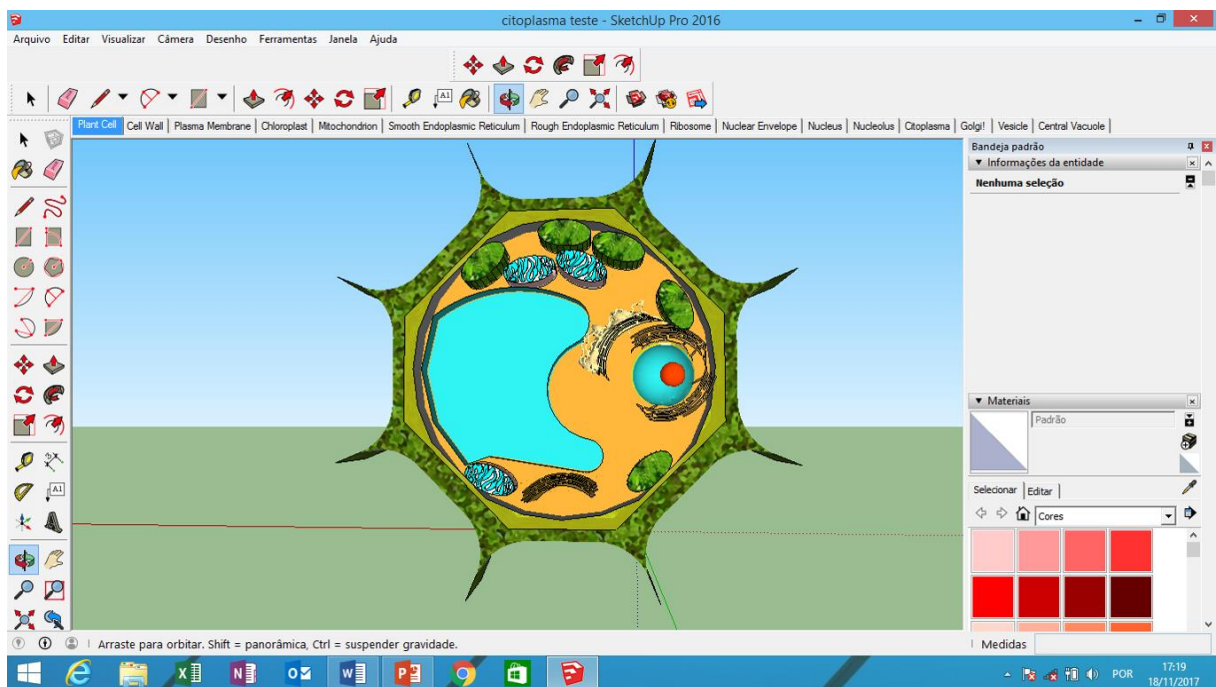 citoplasma teste - SketchUp Pro 2016
Arquivo Editar Visualizar Câmera Desenho Ferramentas Janela Ajuda
A1
Plant Cell Cell Wall Plasma Membrane Chloroplast Mitochondrion Smooth Endoplasmic Reticulum Rough Endoplasmic Reticulum Ribosome Nuclear Envelope Nucleus Nucleolus Citoplasma Golgi! Vesicle Central Vacuole
Bandeja padrão
Informações da entidade
Nenhuma seleção
Materiais
Padrão
A1
Selecionar Editar
Cores
Arraste para orbitar. Shift = panorâmica, Ctrl = suspender gravidade.
Medidas
POR
17:19
18/11/2017